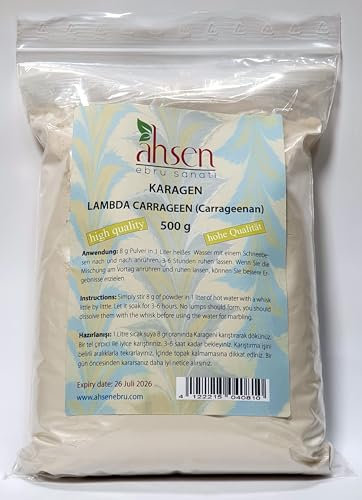 ahsen
ebru sanatı
KARAGEN
LAMBDA CARRAGEEN (Carrageenan)
high quality
500 g
hohe Qualität
Anwendung: 8 g Pulver in 1 Liter heißer Wasser mit einem Schneebe-
sen nach und nach anrühren. 3-6 Stunden ruhen lassen. Wenn Sie die
Mischung am Vortag anrühren und ruhen lassen, können Sie bessere Er-
gebnisse erzielen.
Instructions: Simply stir 8 g of powder in 1 liter of hot water with a whisk
little by little. Let it soak for 3-6 hours. No lumps should form, you should
dissolve them with the whisk before using the water for marbling.
Hazırlanışı: 1 Litre sıcak suya 8 gr oranında Karageni karıştırarak dökünüz.
Bir tel çırpıcı ile iyice karıştırınız. 3-6 saat kadar bekleyiniz. Karıştırma işini
belirli aralıklarla tekrarlayınız. İçinde topak kalmamasına dikkat ediniz. Bir
gün öncesinden kararsanız daha iyi netice alırsınız.
Expiry date: 26 Juli 2026
www.ahsenebru.com
4 122215 040810